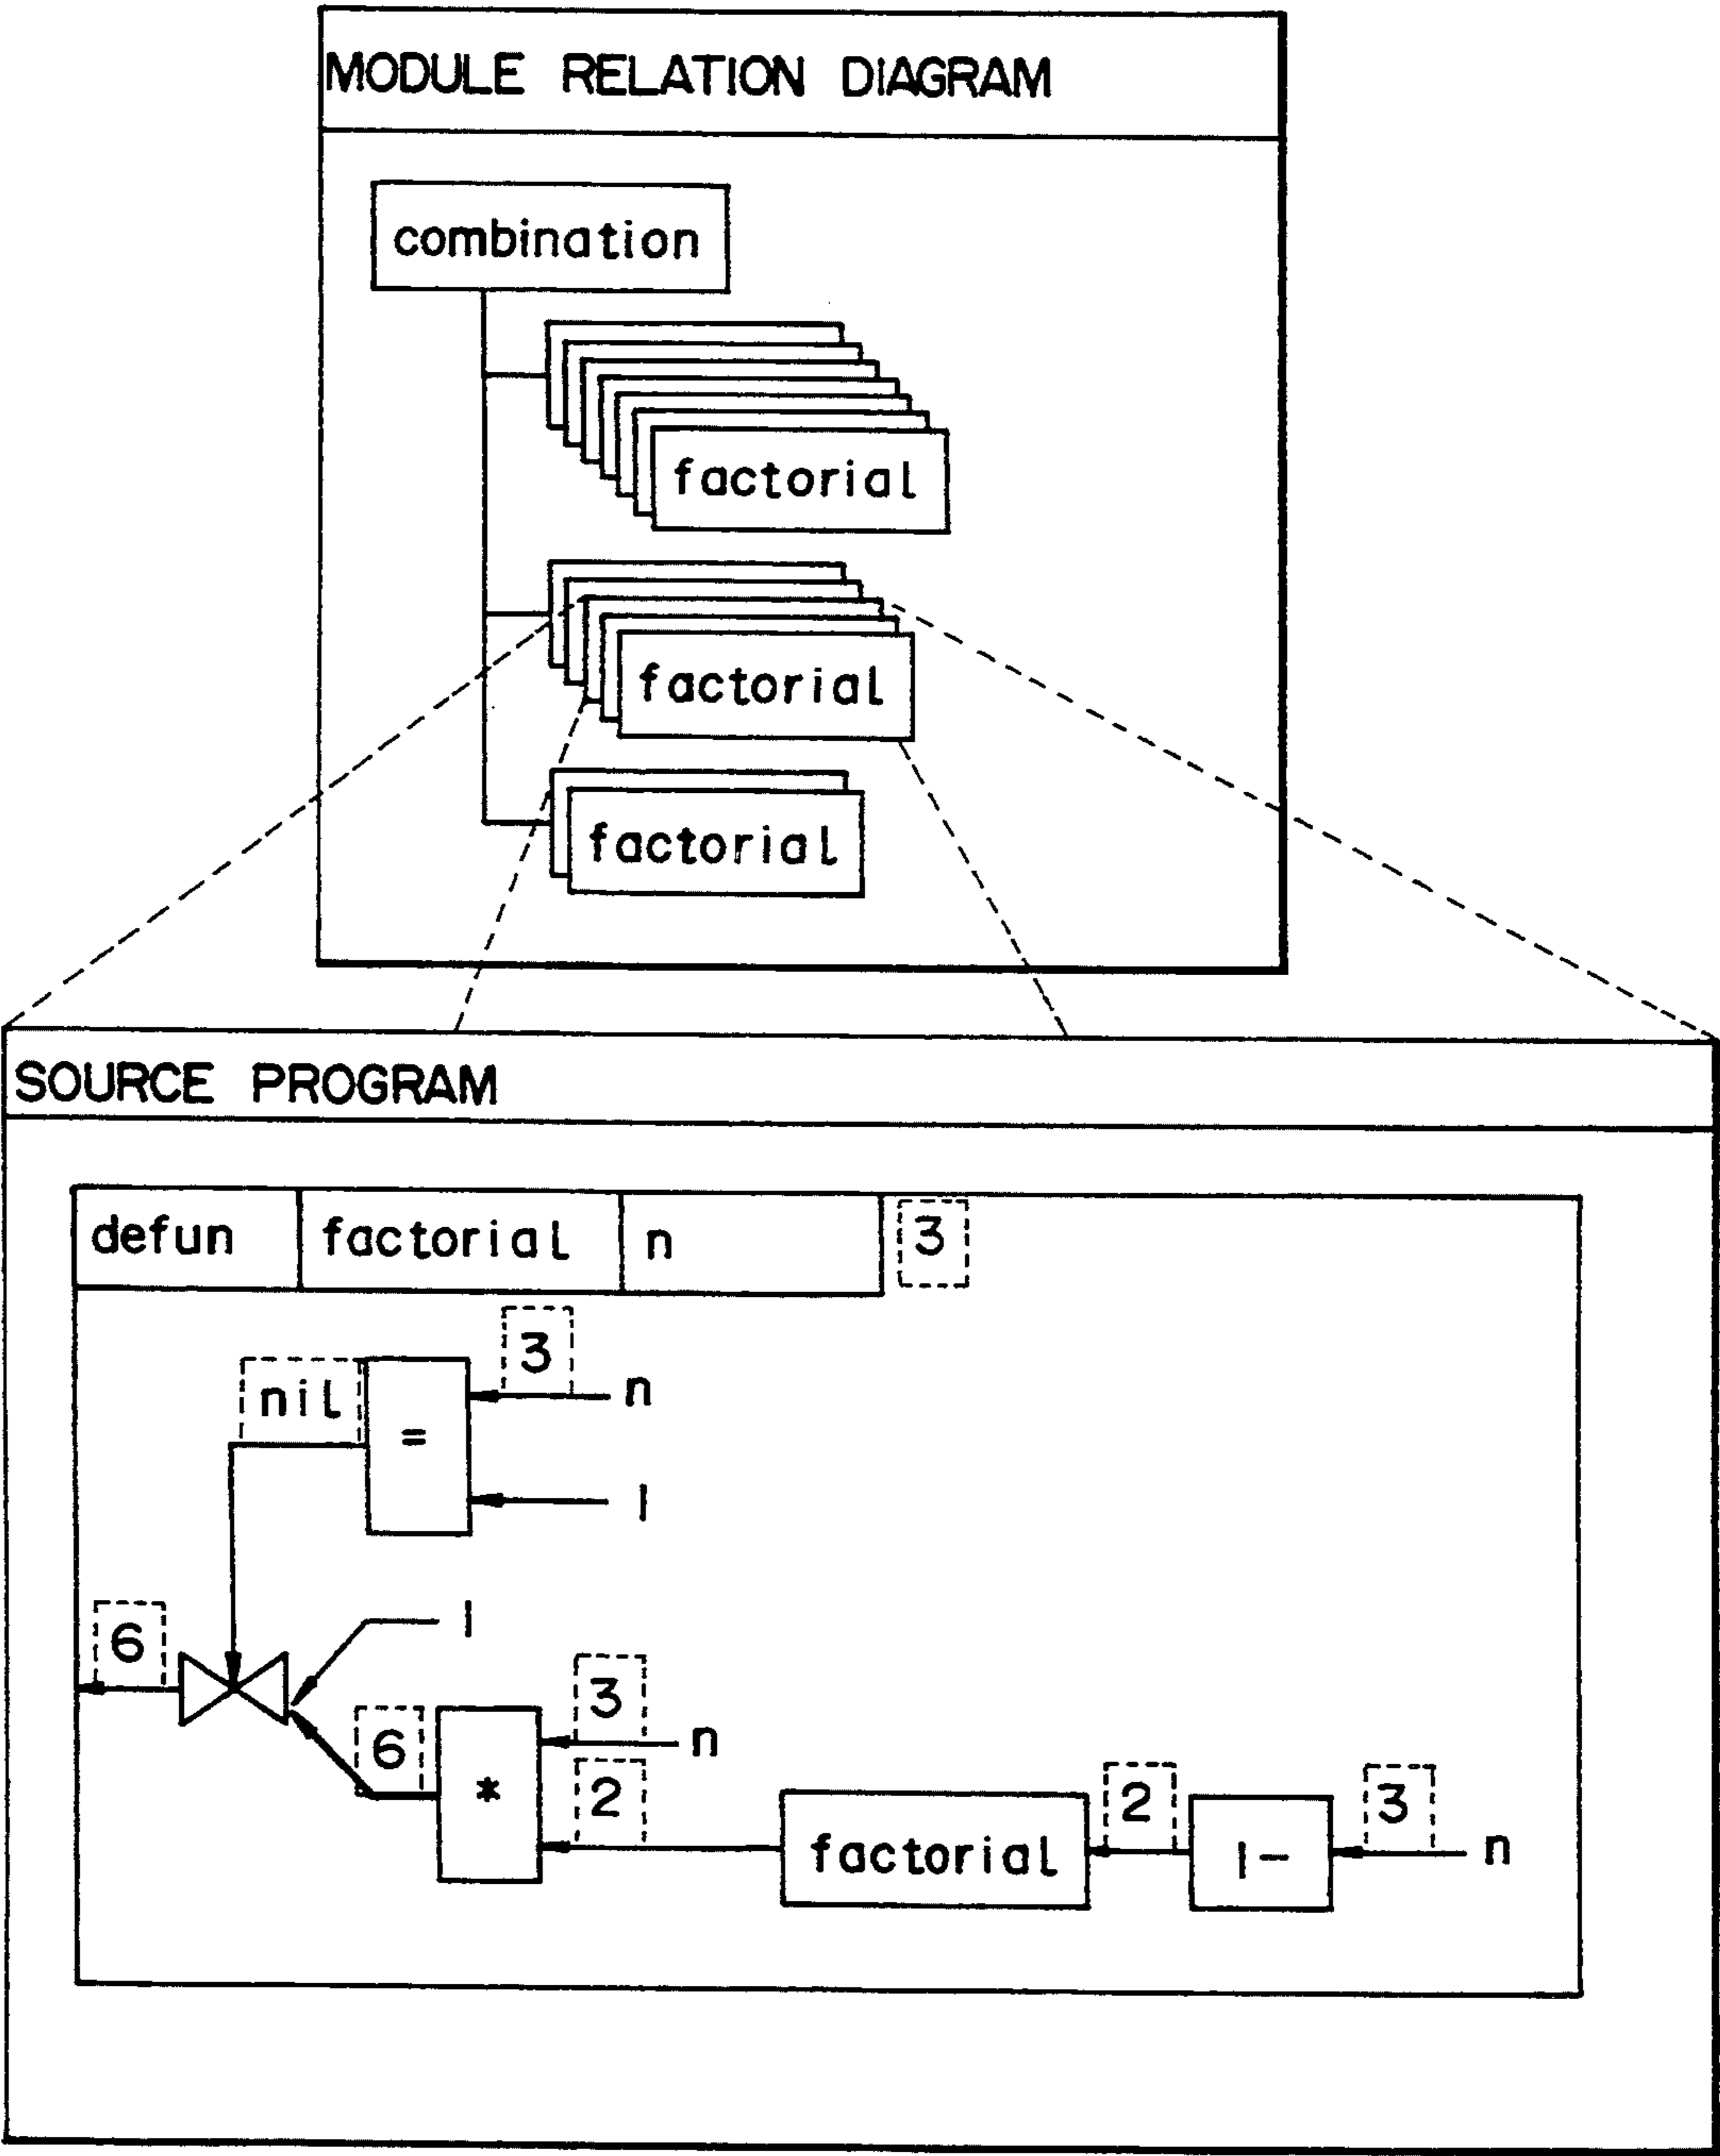 MODULE RELATION DIAGRAM
combination
factorial
factorial
factorial
SOURCE PROGRAM
defun factorial n 3
3
nil = n
1
6 1
3
6 * n
2 2 3
factorial 1- n